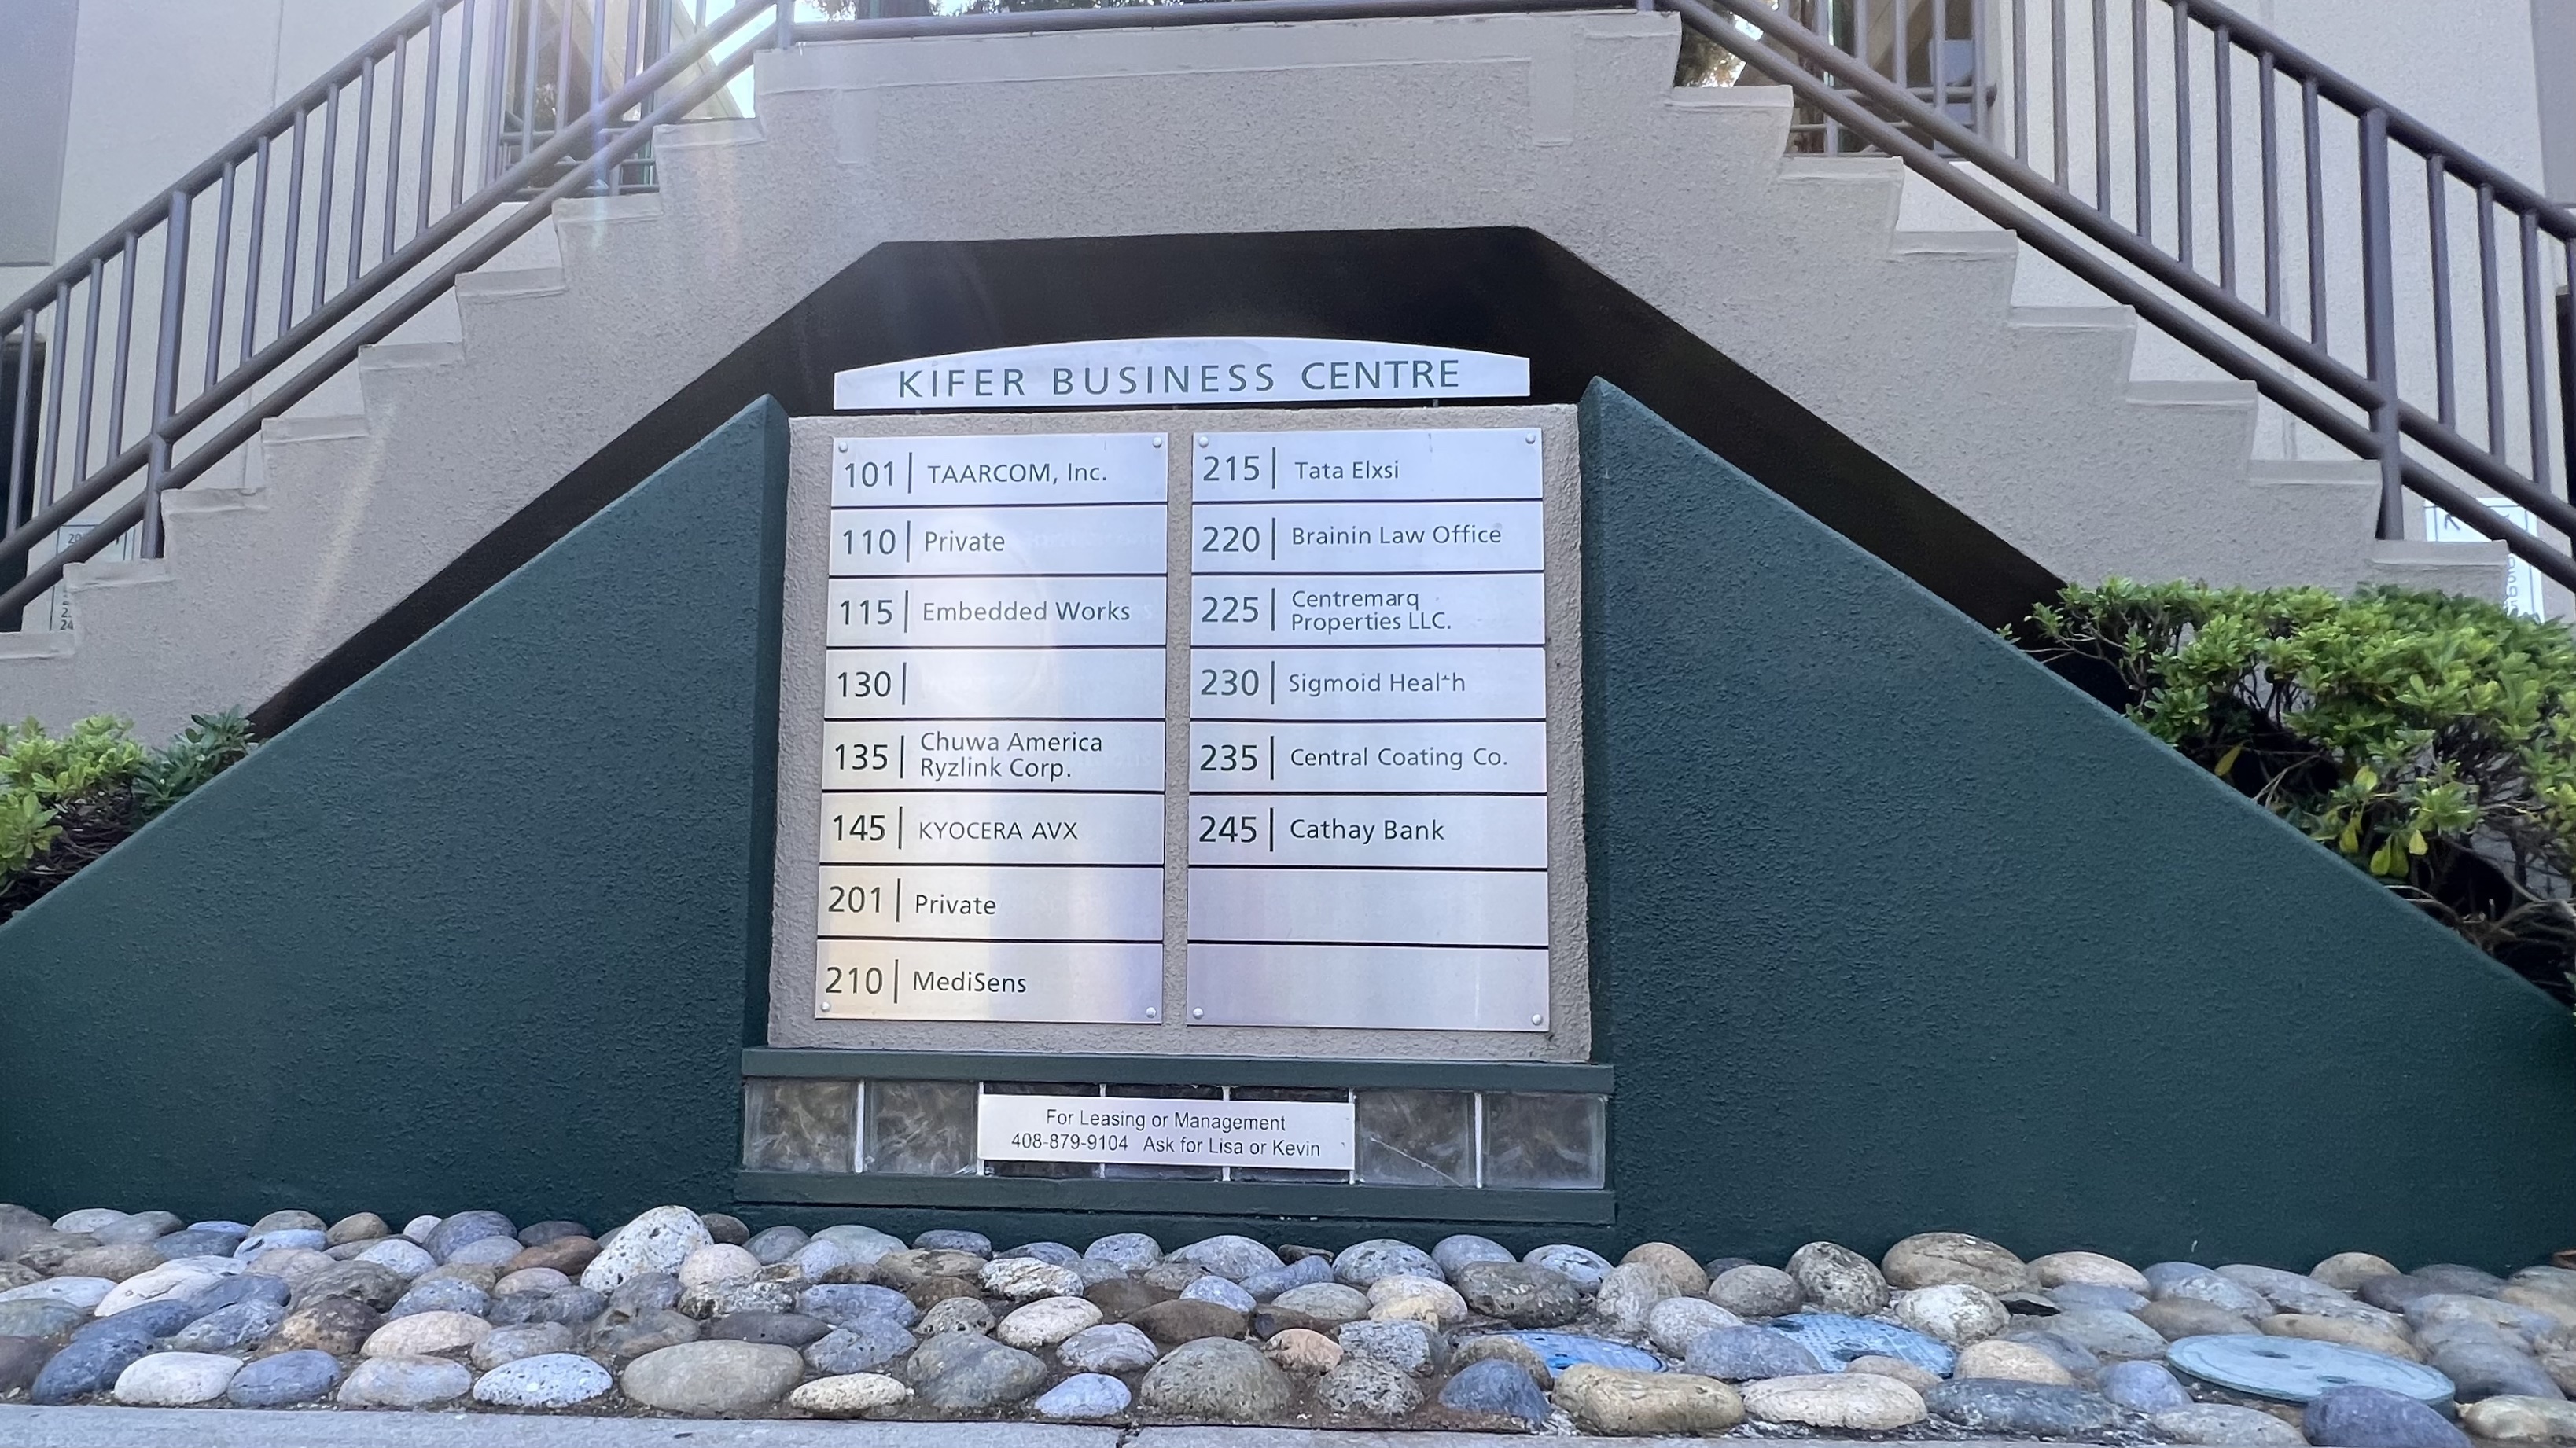 KIFER BUSINESS CENTRE
101 | TAARCOM, Inc.
110 | Private
115 | Embedded Works
130 |
135 | Chuwa America
Ryzlink Corp.
145 | KYOCERA AVX
201 | Private
210 | MediSens
215 | Tata Elxsi
220 | Brainin Law Office
225 | Centremarq
Properties LLC.
230 | Sigmoid Health
235 | Central Coating Co.
245 | Cathay Bank
For Leasing or Management
408-879-9104 Ask for Lisa or Kevin